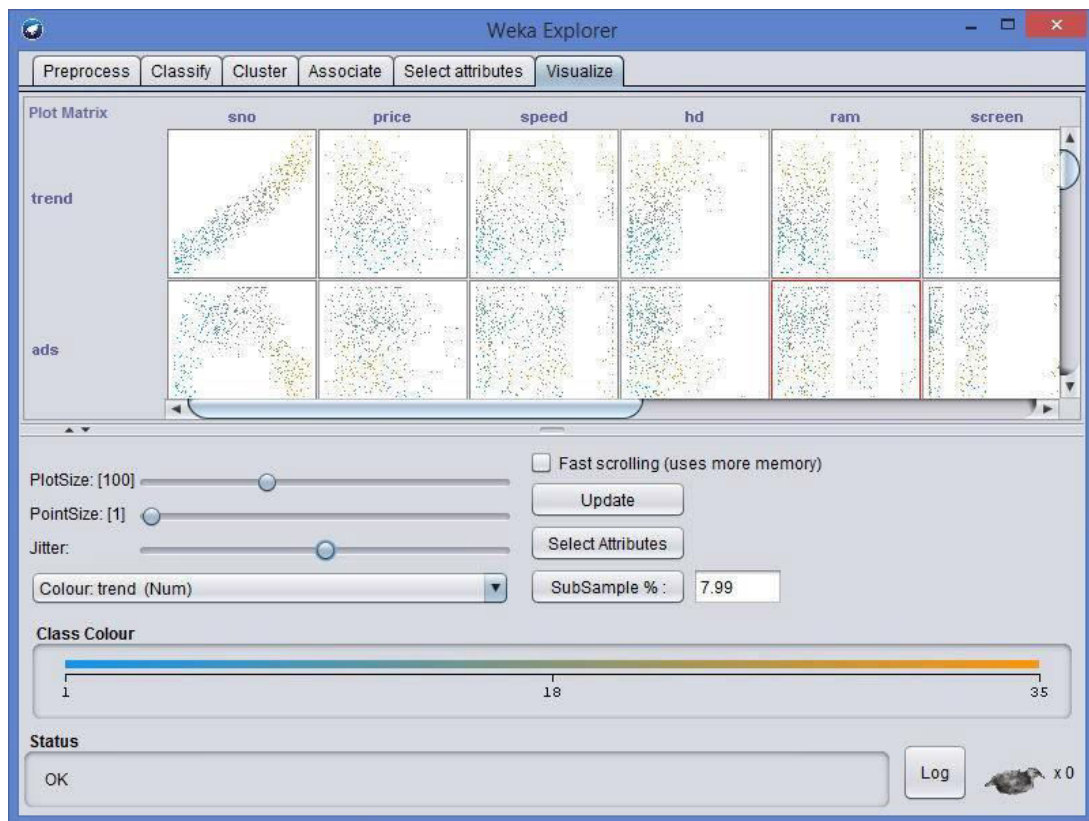 Weka Explorer
Preprocess Classify Cluster Associate Select attributes Visualize
Plot Matrix sno price speed hd ram screen
trend
ads
PlotSize: [100]
PointSize: [1]
Jitter:
Colour: trend (Num)
Fast scrolling (uses more memory)
Update
Select Attributes
SubSample % : 7.99
Class Colour
1 18 35
Status
OK
Log
x 0